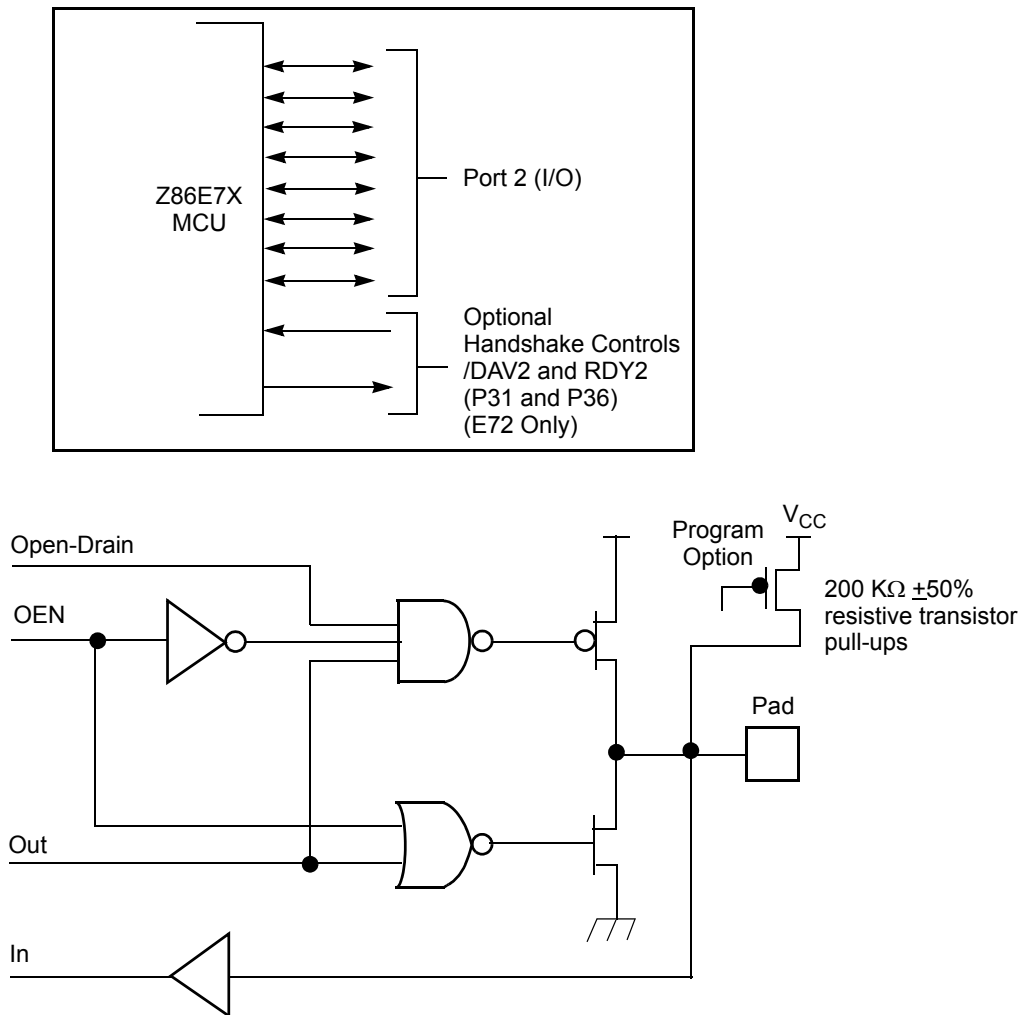 Z86E7X
MCU
Port 2 (I/O)
Optional
Handshake Controls
/DAV2 and RDY2
(P31 and P36)
(E72 Only)
Open-Drain
OEN
Out
In
Program
Option
VCC
200 KΩ ±50%
resistive transistor
pull-ups
Pad